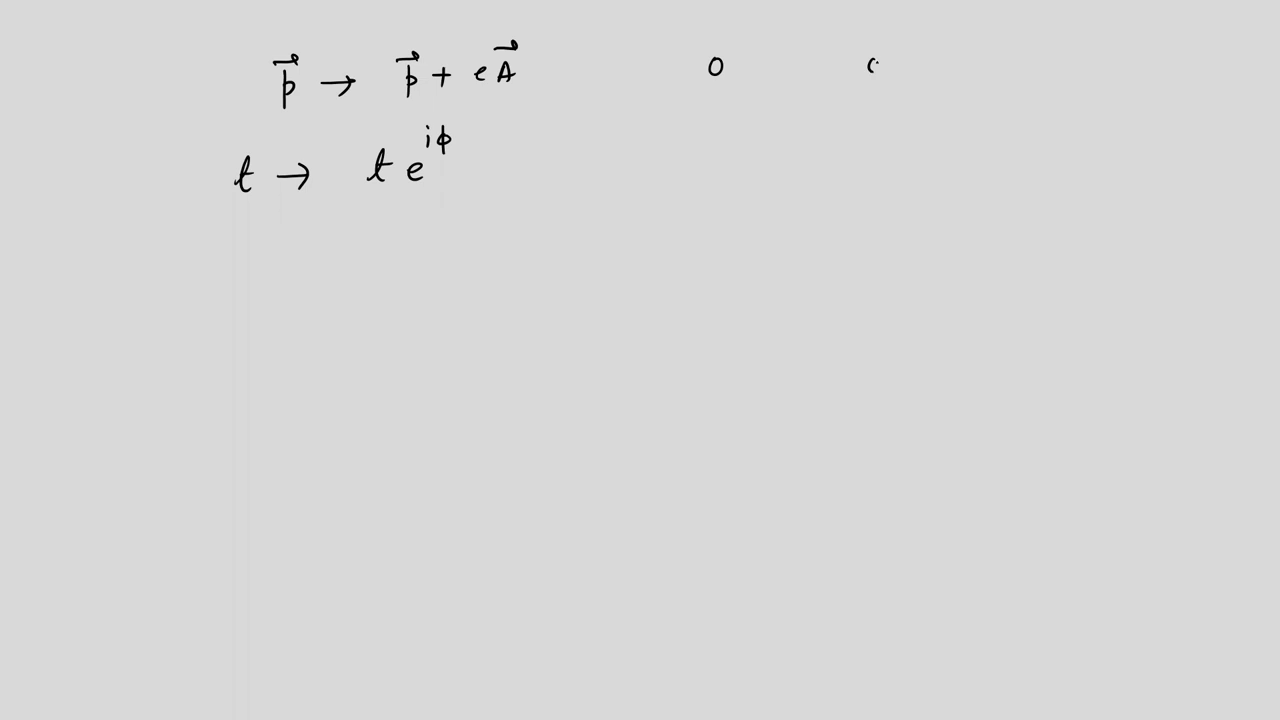 p⃗ → p⃗ + eA⃗ 0
t → t e^{iϕ}